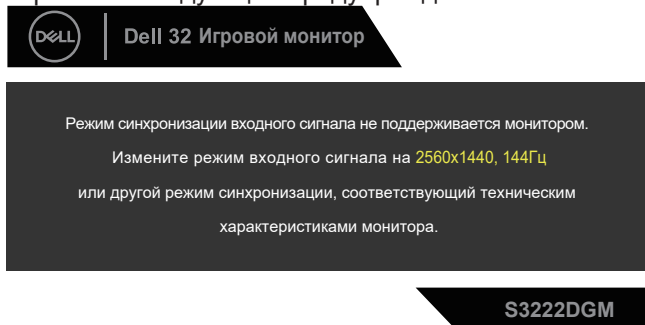 DELL
Dell 32 Игровой монитор
Режим синхронизации входного сигнала не поддерживается монитором.
Измените режим входного сигнала на 2560x1440, 144Гц
или другой режим синхронизации, соответствующий техническим
характеристиками монитора.
S3222DGM